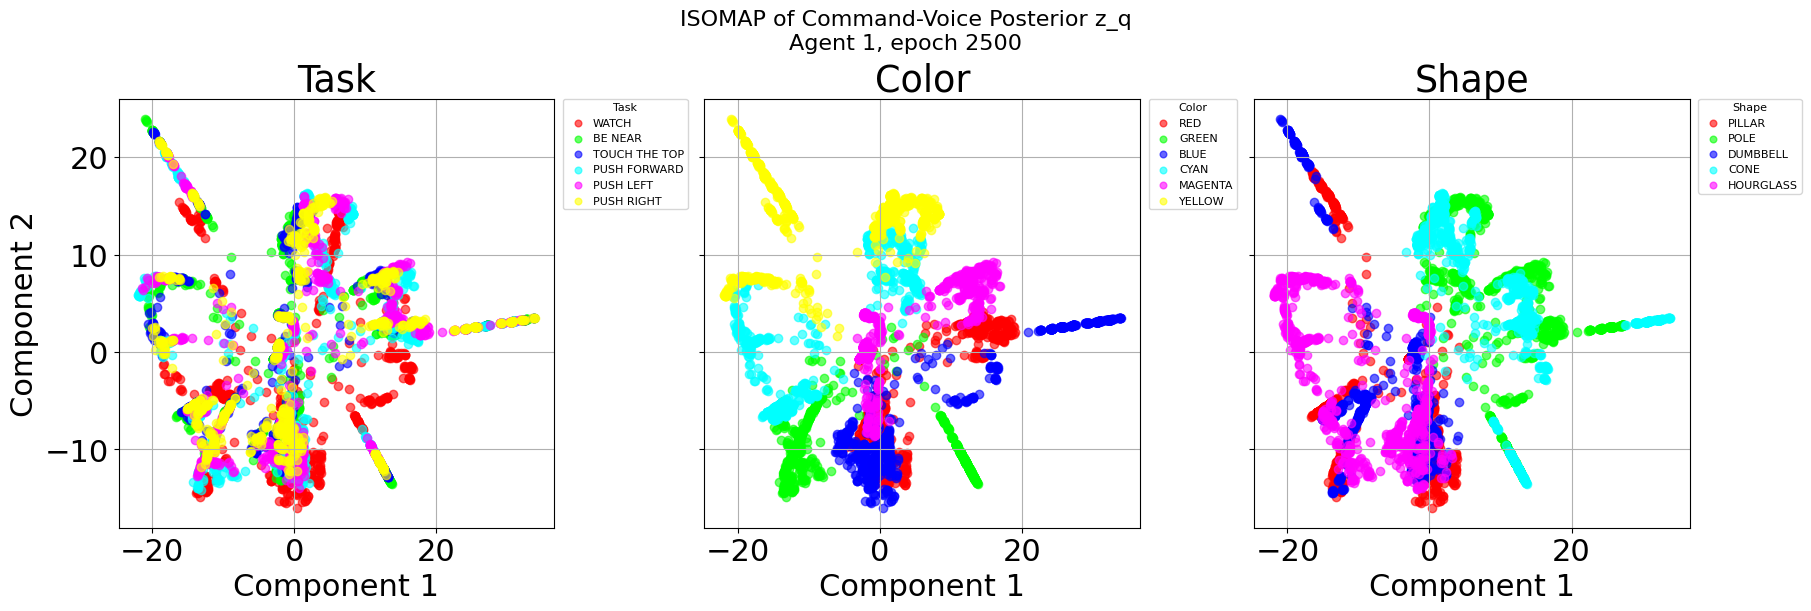 ISOMAP of Command-Voice Posterior z_q
Agent 1, epoch 2500
Task
Color
Shape
Task
WATCH
BE NEAR
TOUCH THE TOP
PUSH FORWARD
PUSH LEFT
PUSH RIGHT
Color
RED
GREEN
BLUE
CYAN
MAGENTA
YELLOW
Shape
PILLAR
POLE
DUMBBELL
CONE
HOURGLASS
Component 2
20
10
0
−10
−20 0 20
−20 0 20
−20 0 20
Component 1
Component 1
Component 1